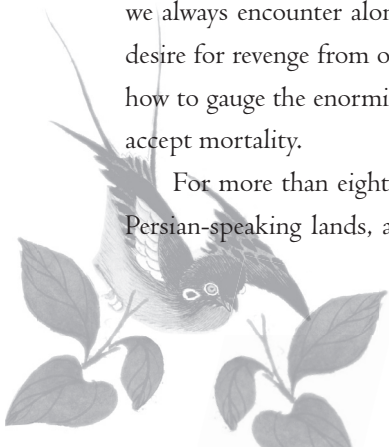 we always encounter alon
desire for revenge from o
how to gauge the enormi
accept mortality.
For more than eight
Persian-speaking lands, a